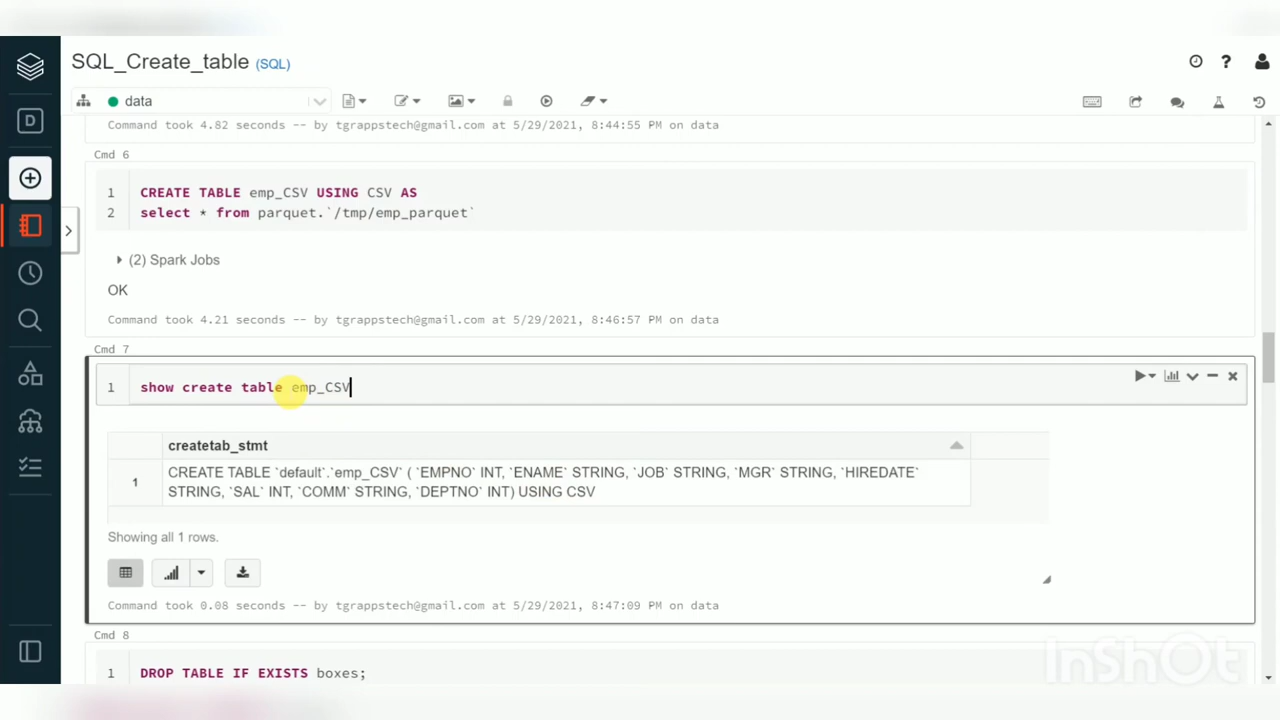 SQL_Create_table (SQL)
data
Command took 4.82 seconds -- by tgrappstech@gmail.com at 5/29/2021, 8:44:55 PM on data
Cmd 6
1 CREATE TABLE emp_CSV USING CSV AS
2 select * from parquet.`/tmp/emp_parquet`
(2) Spark Jobs
OK
Command took 4.21 seconds -- by tgrappstech@gmail.com at 5/29/2021, 8:46:57 PM on data
Cmd 7
1 show create table emp_CSV
createtab_stmt
1 CREATE TABLE `default`.`emp_CSV` ( `EMPNO` INT, `ENAME` STRING, `JOB` STRING, `MGR` STRING, `HIREDATE`
STRING, `SAL` INT, `COMM` STRING, `DEPTNO` INT) USING CSV
Showing all 1 rows.
Command took 0.08 seconds -- by tgrappstech@gmail.com at 5/29/2021, 8:47:09 PM on data
Cmd 8
1 DROP TABLE IF EXISTS boxes;
InShOt
D
?